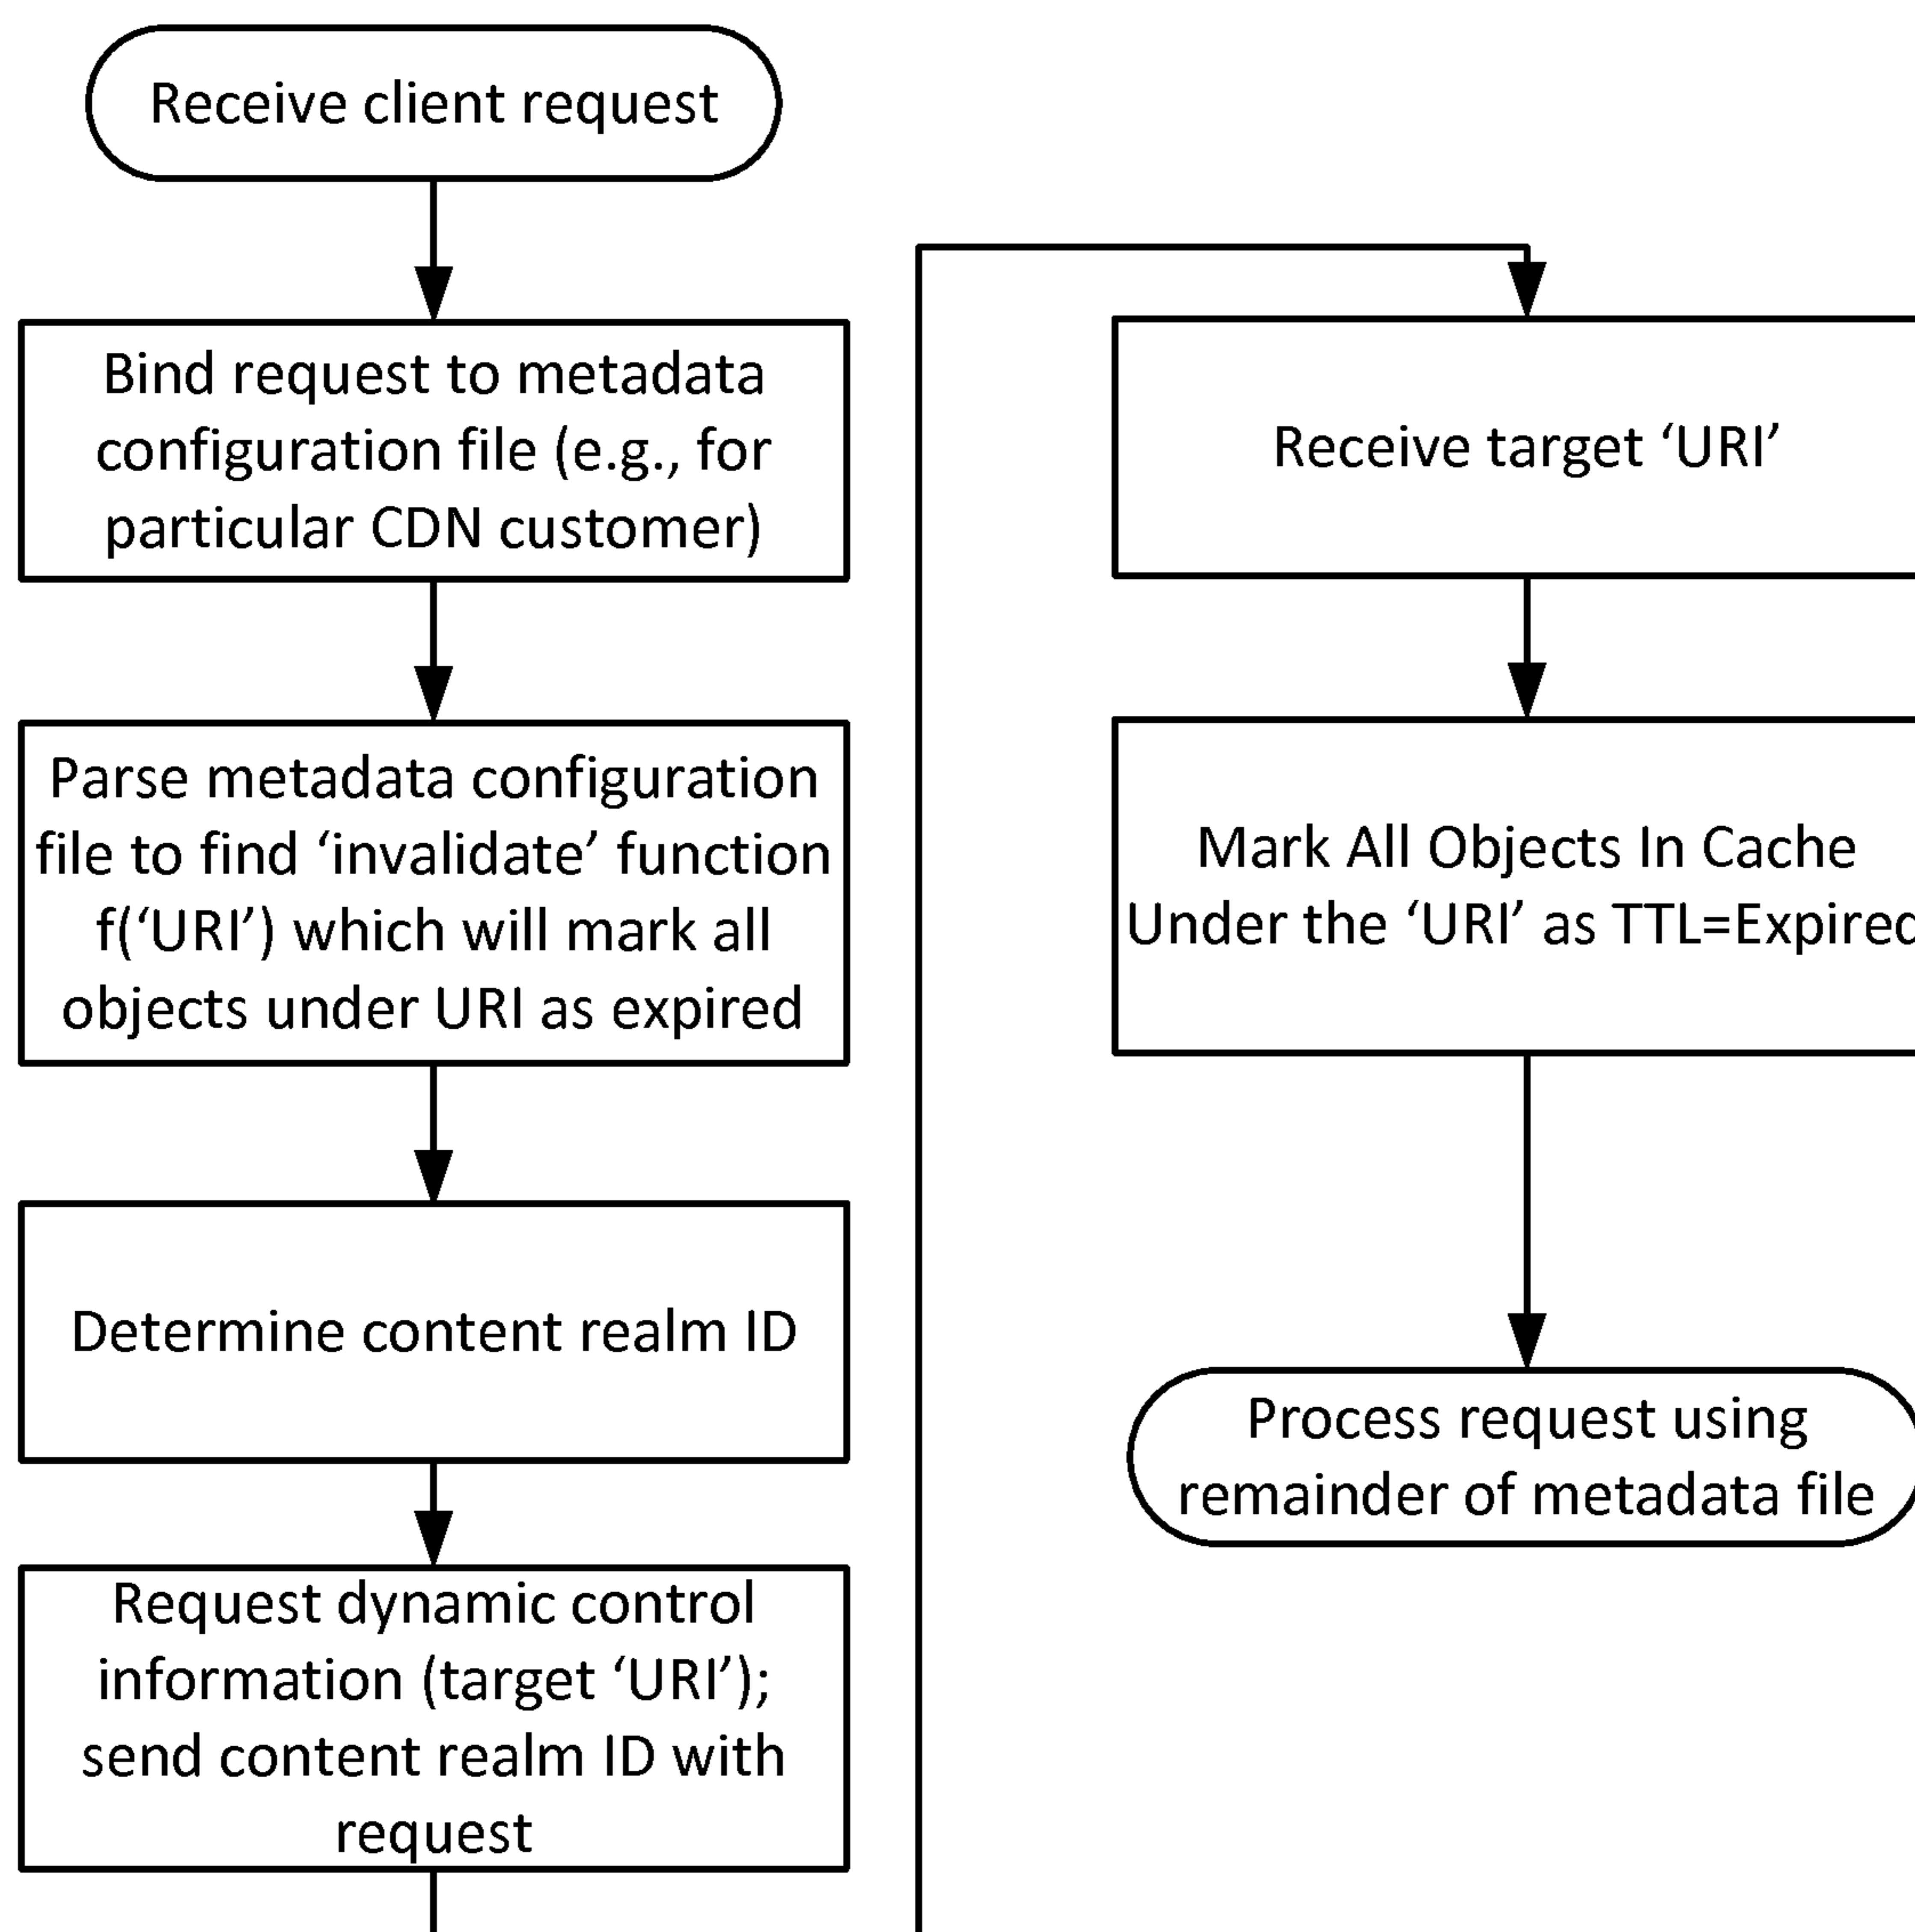 Receive client request
Bind request to metadata
configuration file (e.g., for
particular CDN customer)
Parse metadata configuration
file to find ‘invalidate’ function
f(‘URI’) which will mark all
objects under URI as expired
Determine content realm ID
Request dynamic control
information (target ‘URI’);
send content realm ID with
request
Receive target ‘URI’
Mark All Objects In Cache
Under the ‘URI’ as TTL=Expired
Process request using
remainder of metadata file